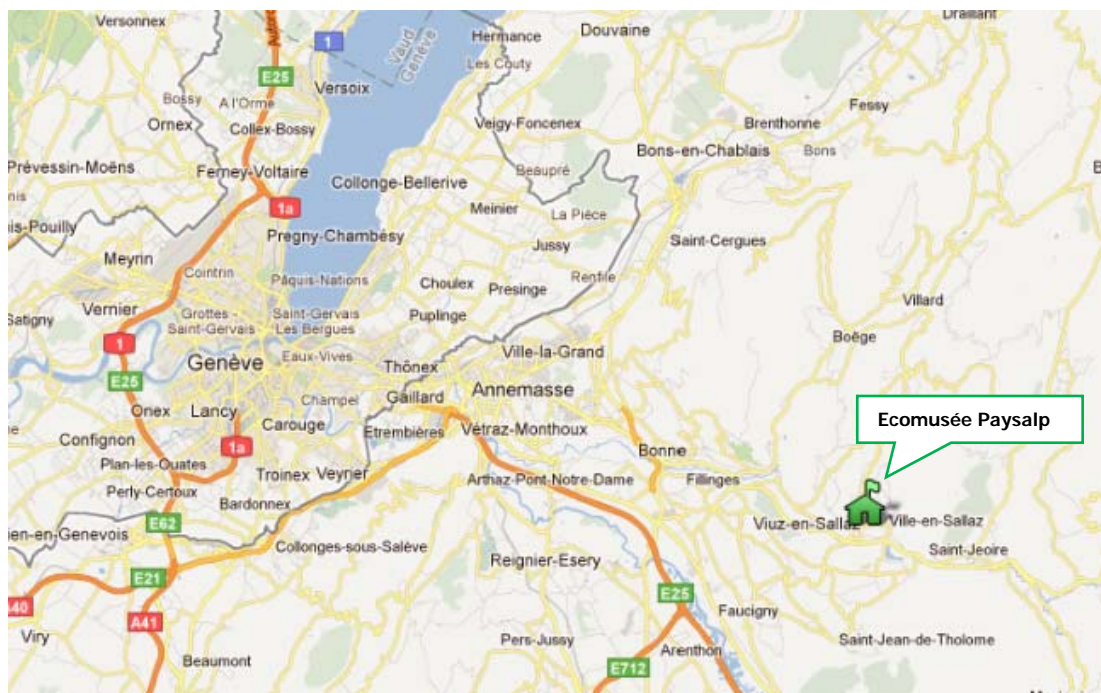 Versonnex
Hermance
Douvaine
Draillant
Autoro
1
Vaud
Genève
Les Couty
E25
Versoix
Bossy
A l'Orme
Fessy
Ornex
Collex-Bossy
Veigy-Foncenex
Brenthonne
Bons-en-Chablais
Bons
Prévessin-Moëns
Ferney-Voltaire
Beaupré
Collonge-Bellerive
1a
Meinier
La Pièce
is-Pouilly
Pregny-Chambésy
Jussy
Saint-Cergues
Meyrin
Cointrin
Pâquis-Nations
Choulex
Presinge
Renfile
Vernier
Grottes -
Saint-Gervais
Saint-Gervais
Les Bergues
Puplinge
Villard
Satigny
1
Boëge
Genève
Eaux-Vives
Ville-la-Grand
Thônex
E25
Annemasse
Onex
Lancy
Champel
Gaillard
Ecomusée Paysalp
Confignon
Carouge
Etrembières
Vétraz-Monthoux
1a
Bonne
Plan-les-Ouates
Troinex
Veyrier
Arthaz-Pont-Notre-Dame
Fillinges
Perly-Certoux
Bardonnex
E62
Viuz-en-Sallaz
Ville-en-Sallaz
en-en-Genevois
Collonges-sous-Salève
Saint-Jeoire
Reignier-Esery
E21
E25
A40
A41
Faucigny
Viry
Pers-Jussy
Saint-Jean-de-Tholome
Arenthon
Beaumont
E712